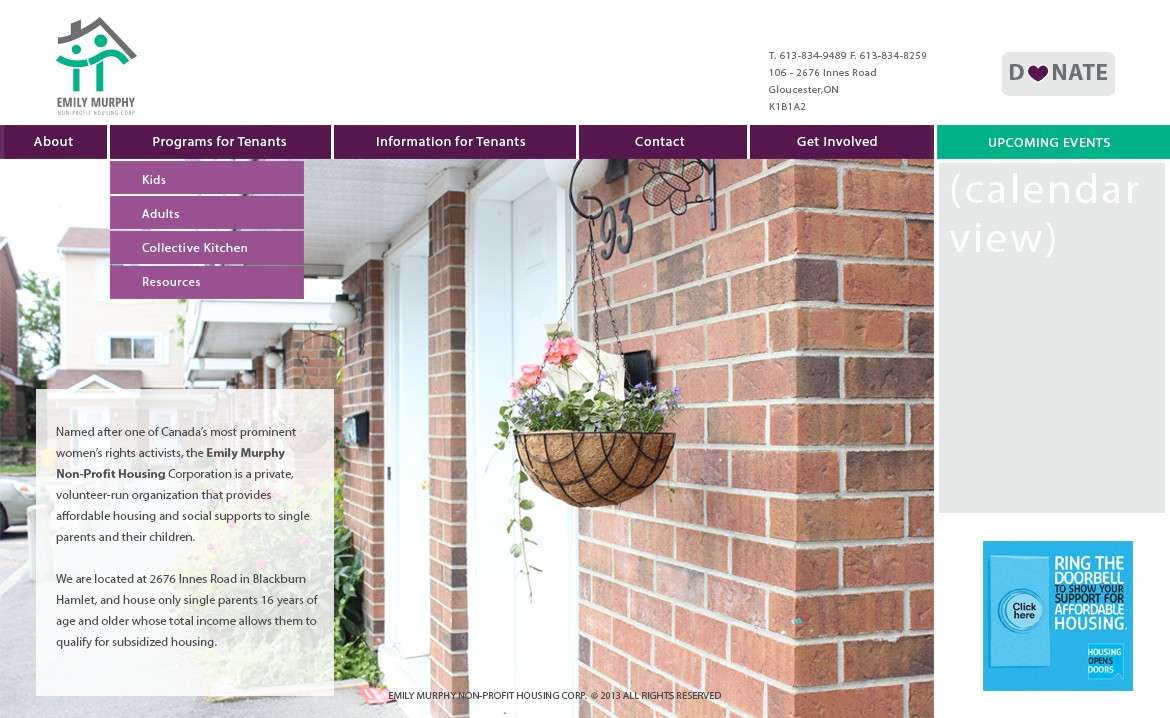 EMILY MURPHY
NON-PROFIT HOUSING CORP
T. 613-834-9489 F. 613-834-8259
106 - 2676 Innes Road
Gloucester,ON
K1B1A2
D NATE
About
Programs for Tenants
Information for Tenants
Contact
Get Involved
UPCOMING EVENTS
Kids
Adults
Collective Kitchen
Resources
93
(calendar
view)
Named after one of Canada's most prominent
women's rights activists, the Emily Murphy
Non-Profit Housing Corporation is a private,
volunteer-run organization that provides
affordable housing and social supports to single
parents and their children.
We are located at 2676 Innes Road in Blackburn
Hamlet, and house only single parents 16 years of
age and older whose total income allows them to
qualify for subsidized housing.
RING THE
DOORBELL
TO SHOW YOUR
SUPPORT FOR
AFFORDABLE
HOUSING.
Click
here
HOUSING
OPENS
DOORS
EMILY MURPHY NON-PROFIT HOUSING CORP. © 2013 ALL RIGHTS RESERVED